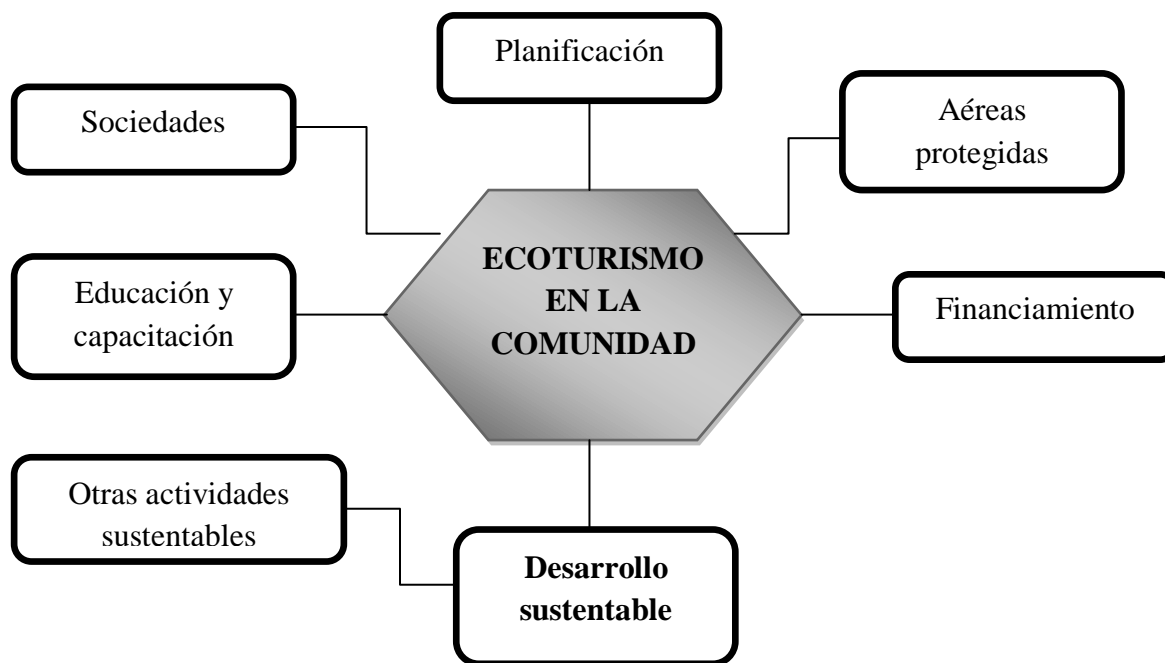 Planificación
Sociedades
Aéreas
protegidas
ECOTURISMO
EN LA
COMUNIDAD
Educación y
capacitación
Financiamiento
Otras actividades
sustentables
Desarrollo
sustentable